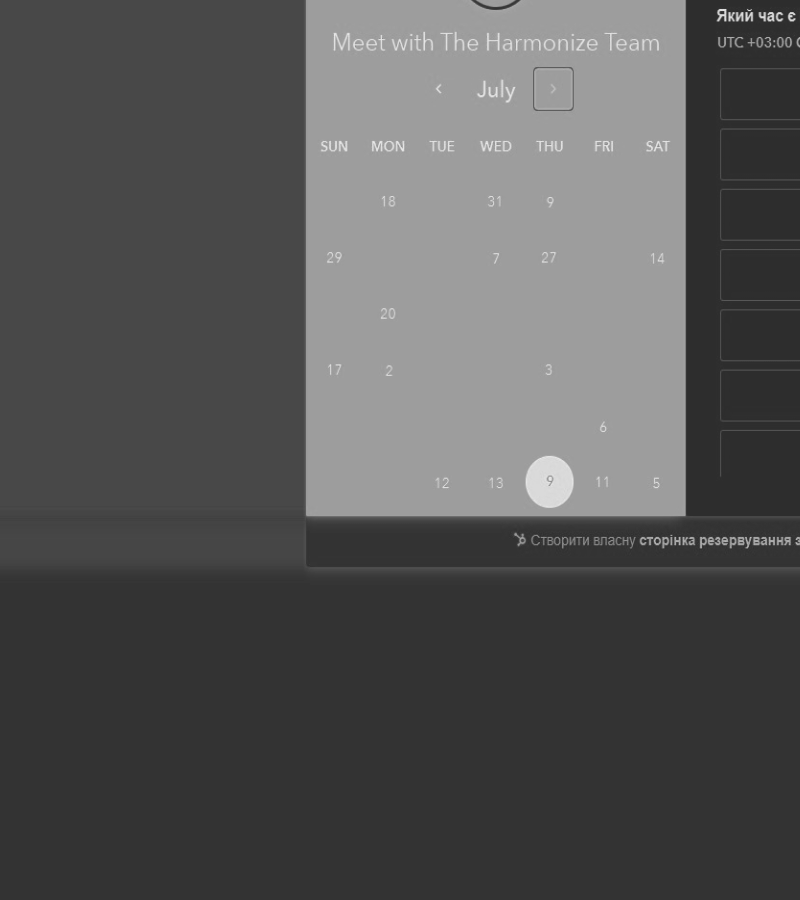 Meet with The Harmonize Team
July
SUN MON TUE WED THU FRI SAT
18 31 9
29 7 27 14
20
17 2 3
6
12 13 9 11 5
Який час є
UTC +03:00
Створити власну сторінка резервування